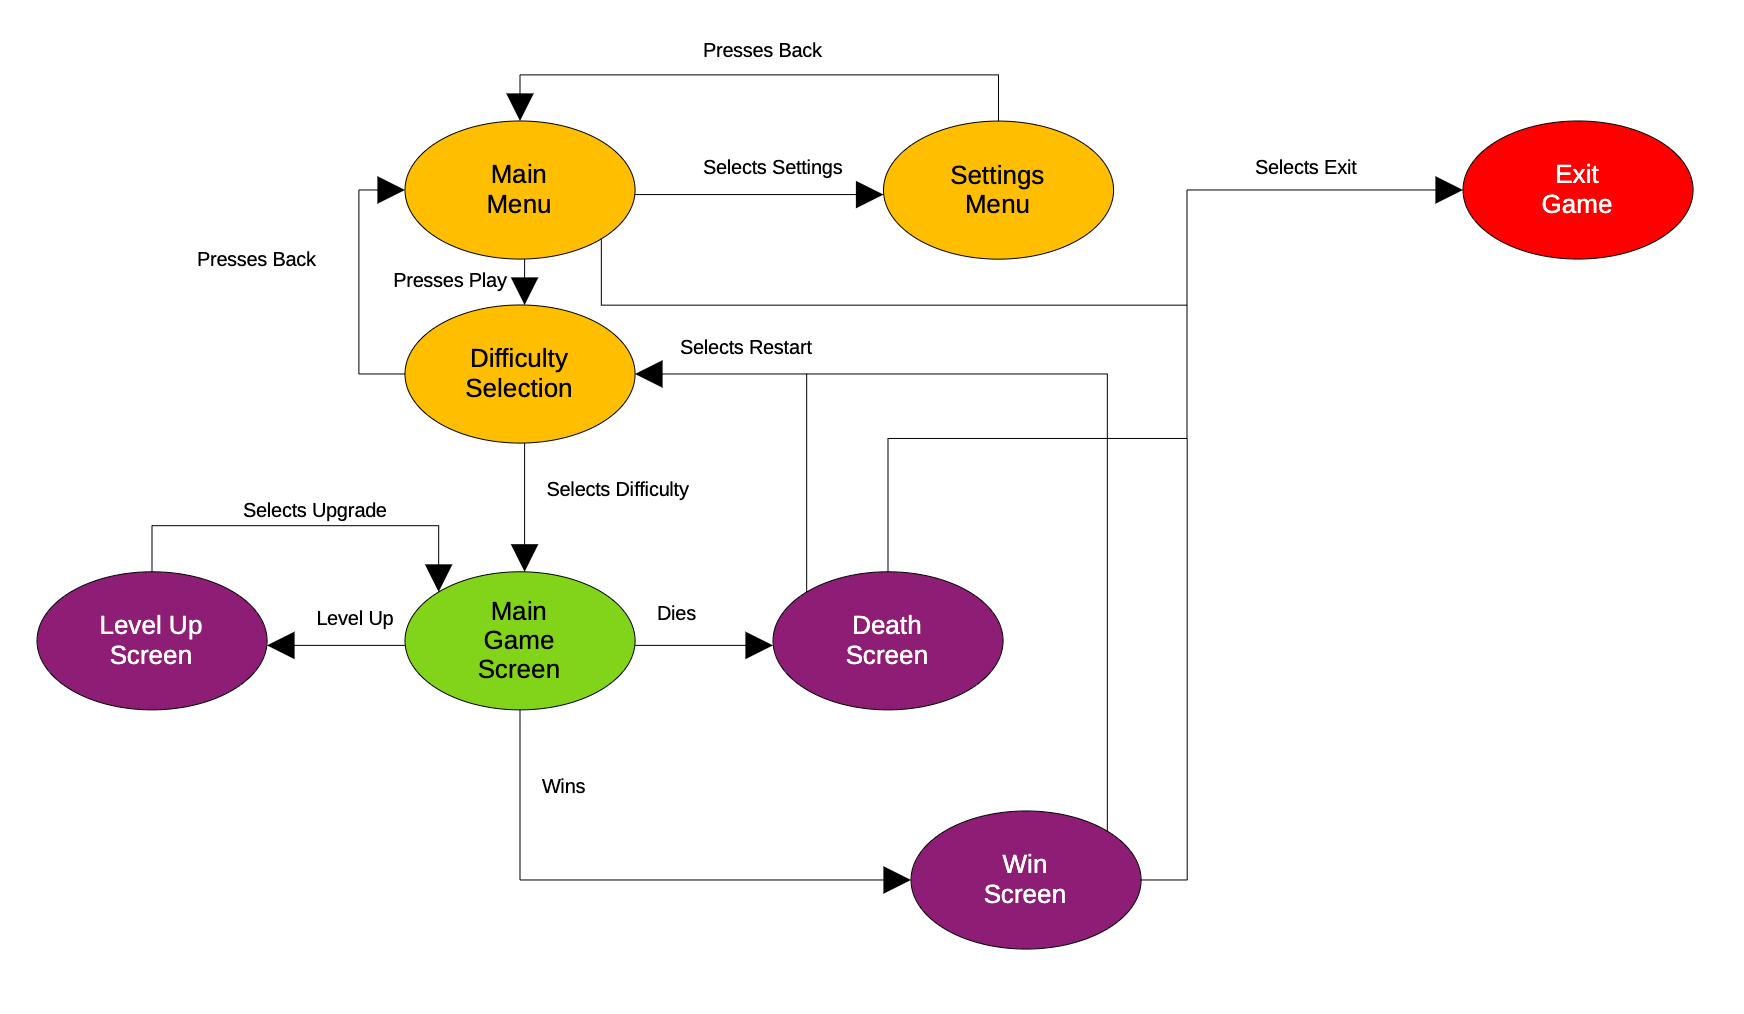 Presses Back
Main
Menu
Selects Settings
Settings
Menu
Selects Exit
Exit
Game
Presses Back
Presses Play
Difficulty
Selection
Selects Restart
Selects Difficulty
Selects Upgrade
Level Up
Screen
Level Up
Main
Game
Screen
Dies
Death
Screen
Wins
Win
Screen